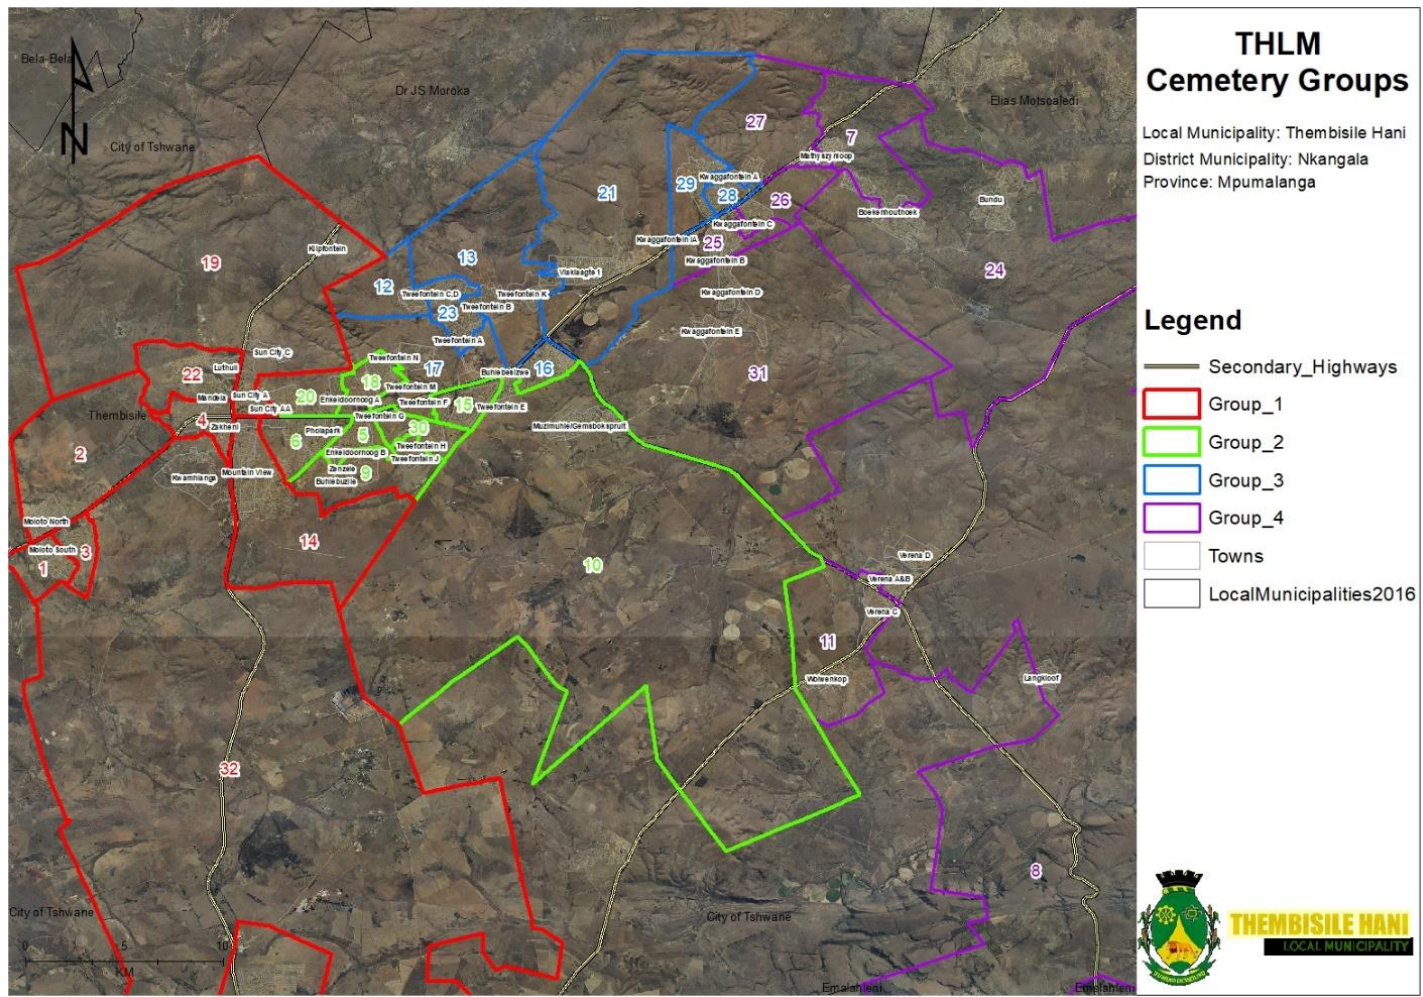 THLM
Cemetery Groups
Local Municipality: Thembisile Hani
District Municipality: Nkangala
Province: Mpumalanga
Legend
Secondary_Highways
Group_1
Group_2
Group_3
Group_4
Towns
LocalMunicipalities2016
THEMBISILE HANI
LOCAL MUNICIPALITY
Bela-Bela
N
Dr JS Moroka
Elias Motsoaledi
City of Tshwane
27
7
Mathyszynloop
21
29
Kwaggafontein A
28
26
Bundu
Boekenhouthoek
Kwaggafontein C
Kwaggafontein IA
25
Klipfontein
19
13
Kwaggafontein B
Vlaklaagte 1
24
12
Tweefontein C,D
Tweefontein K
Kwaggafontein D
Tweefontein B
23
Kwaggafontein E
Tweefontein A
Sun City C
Tweefontein N
Luthuli
17
16
Buhlebesizwe
31
22
18
Tweefontein M
Mandela
Sun City A
20
Enkeldoornoog A
Tweefontein F
15
Tweefontein E
Sun City AA
Thembisile
4
Tweefontein G
Zakheni
Pholapark
30
Muzimuhle/Gemsbokspruit
6
5
Tweefontein H
2
Enkeldoornoog B
Tweefontein J
Zenzele
9
Kwamhlanga
Mountain View
Buhlebuzile
Moloto North
14
Moloto South
3
Verena D
1
10
Verena A&B
Verena C
11
Wolwenkop
Langkloof
32
8
City of Tshwane
City of Tshwane
0
5
10
KM
Emalahleni
Emalahleni